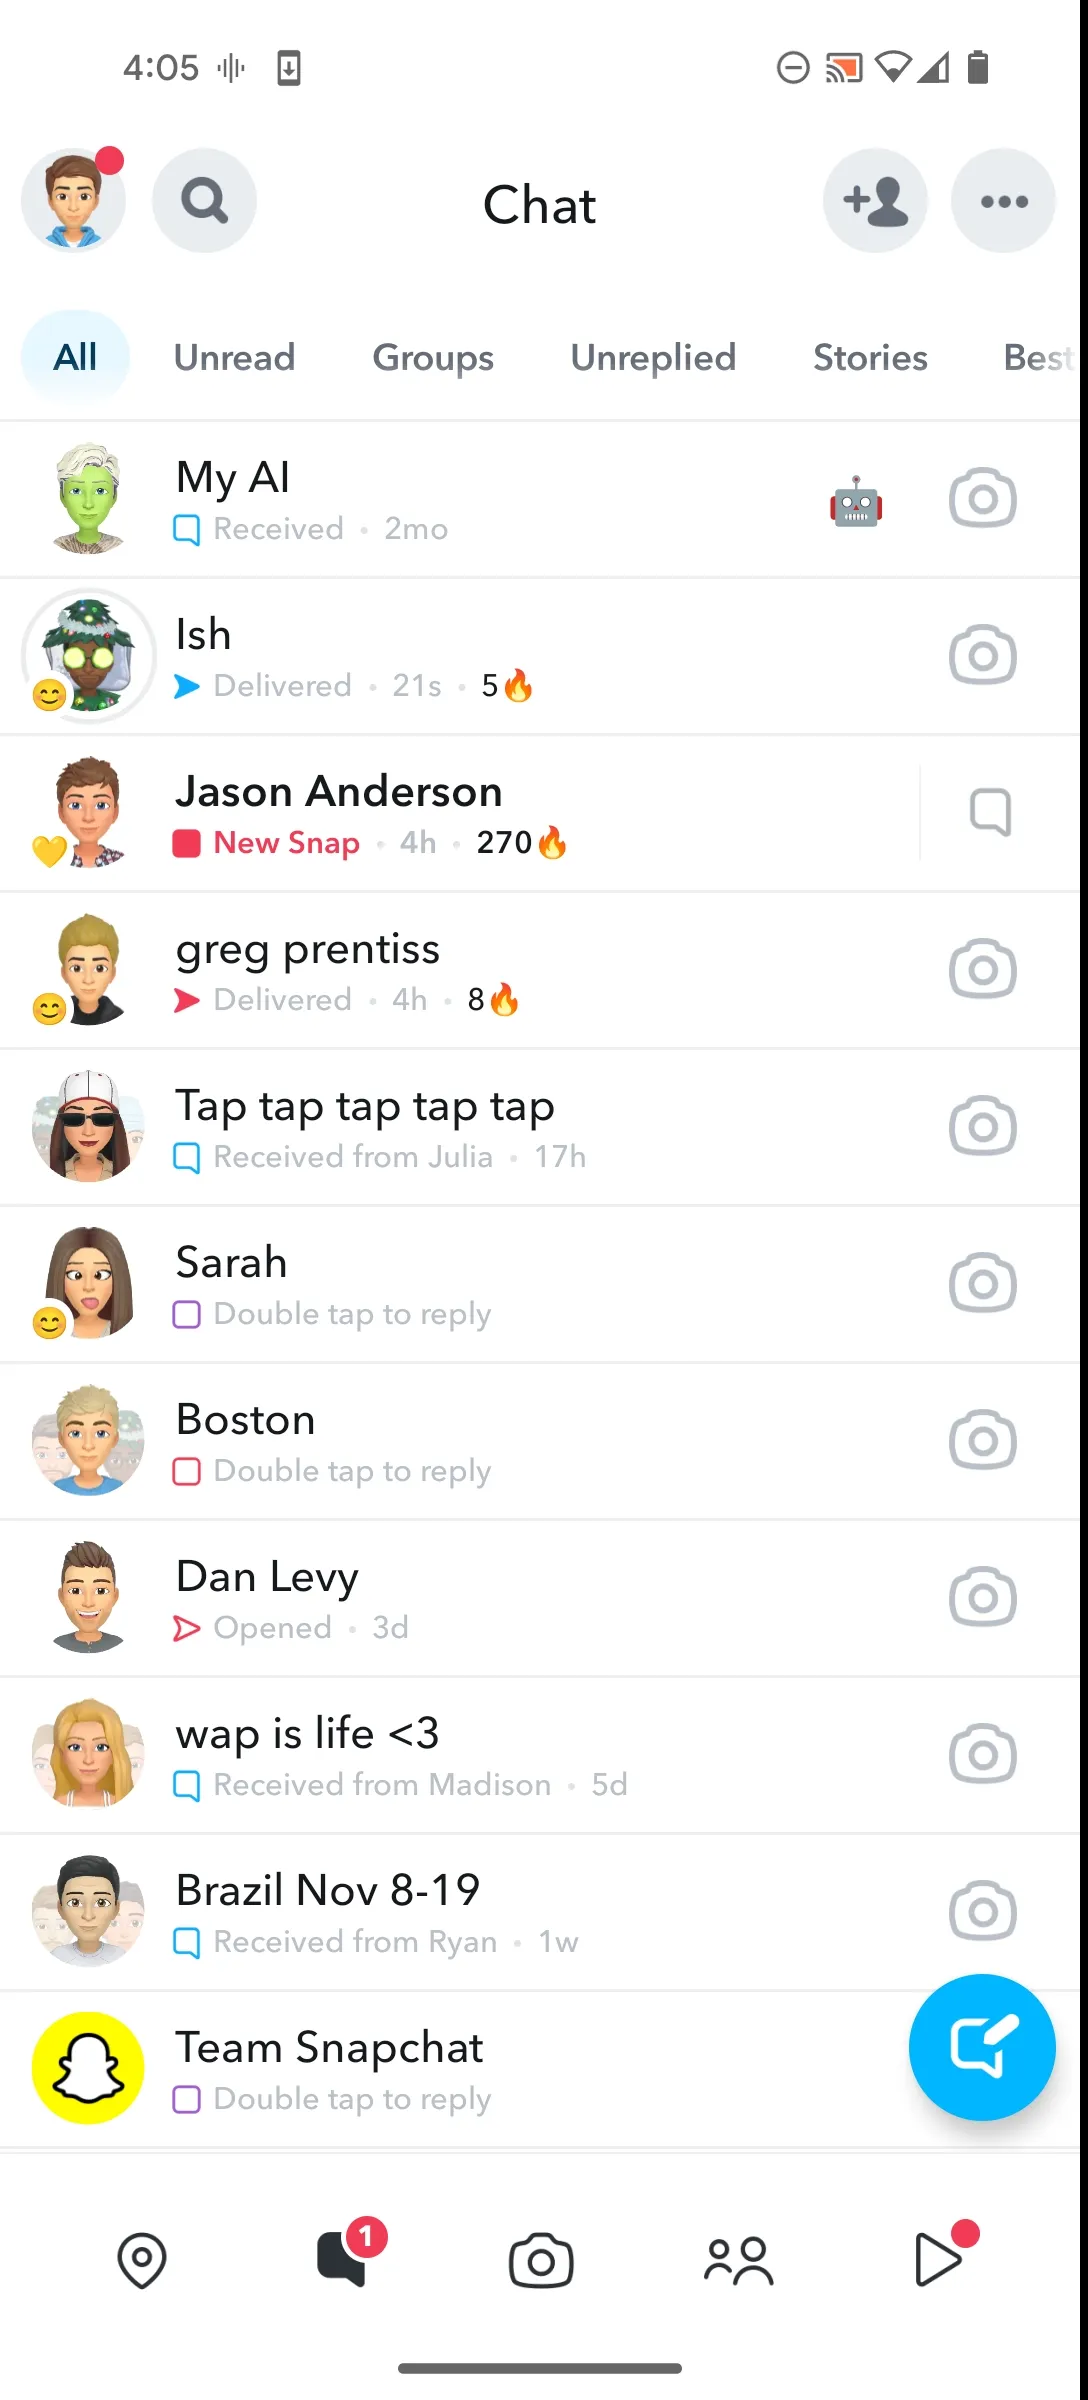 4:05
Chat
All Unread Groups Unreplied Stories Best
My AI
Received • 2mo
Ish
Delivered • 21s • 5🔥
Jason Anderson
New Snap • 4h • 270🔥
greg prentiss
Delivered • 4h • 8🔥
Tap tap tap tap tap
Received from Julia • 17h
Sarah
Double tap to reply
Boston
Double tap to reply
Dan Levy
Opened • 3d
wap is life <3
Received from Madison • 5d
Brazil Nov 8-19
Received from Ryan • 1w
Team Snapchat
Double tap to reply
1